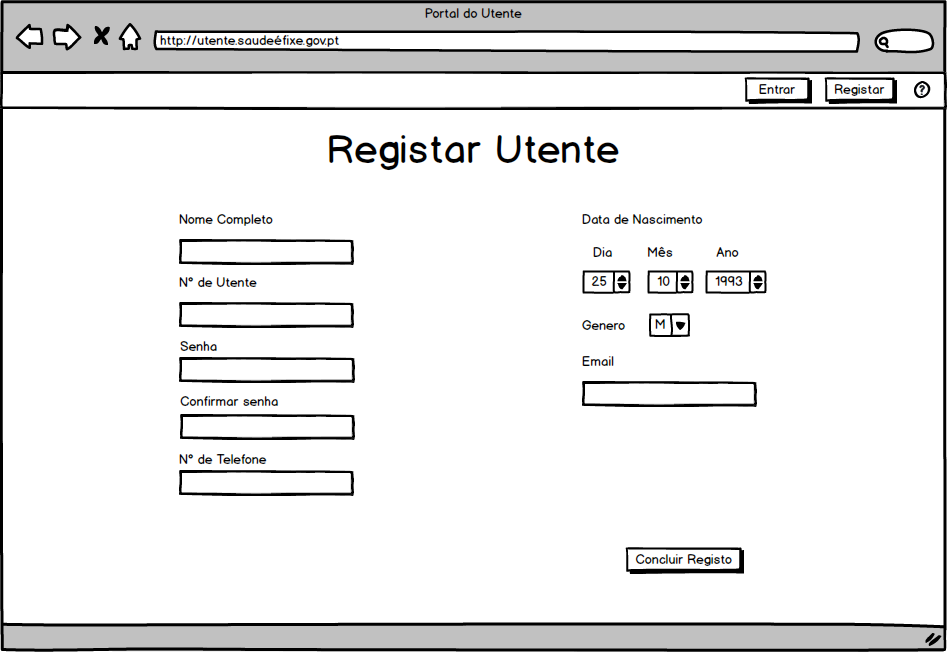 Portal do Utente
http://utente.saudeéfixe.gov.pt
Entrar
Registar
?
Registar Utente
Nome Completo
Nº de Utente
Senha
Confirmar senha
Nº de Telefone
Data de Nascimento
Dia Mês Ano
25 10 1993
Genero M
Email
Concluir Registo